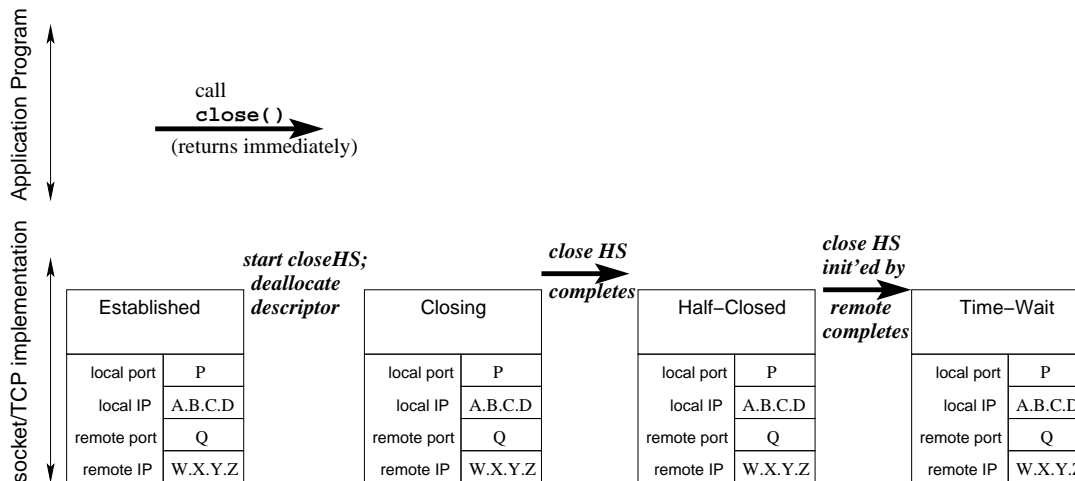 Application Program
call
close()
(returns immediately)
socket/TCP implementation
start closeHS;
deallocate
descriptor
close HS
completes
close HS
init'ed by
remote
completes
Established
local port P
local IP A.B.C.D
remote port Q
remote IP W.X.Y.Z
Closing
local port P
local IP A.B.C.D
remote port Q
remote IP W.X.Y.Z
Half−Closed
local port P
local IP A.B.C.D
remote port Q
remote IP W.X.Y.Z
Time−Wait
local port P
local IP A.B.C.D
remote port Q
remote IP W.X.Y.Z